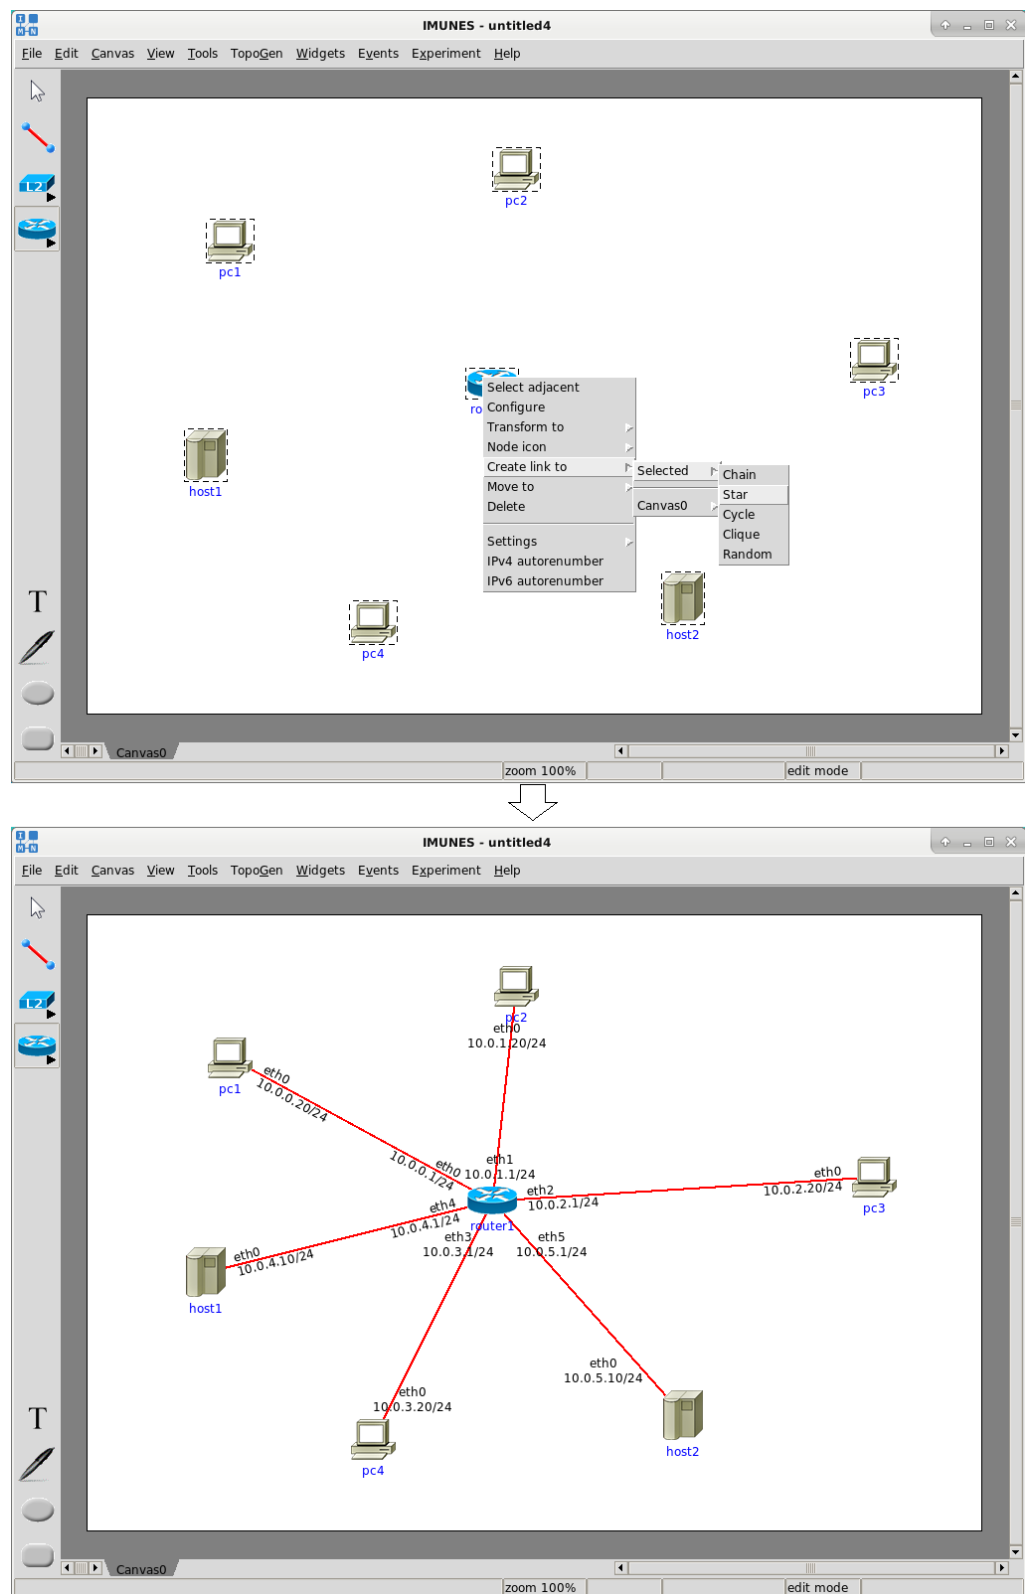 IMUNES - untitled4
File Edit Canvas View Tools TopoGen Widgets Events Experiment Help
L2
T
pc2
pc1
pc3
ro
host1
host2
pc4
Select adjacent
Configure
Transform to
Node icon
Create link to
Move to
Delete
Settings
IPv4 autorenumber
IPv6 autorenumber
Selected
Canvas0
Chain
Star
Cycle
Clique
Random
Canvas0
zoom 100% edit mode
IMUNES - untitled4
File Edit Canvas View Tools TopoGen Widgets Events Experiment Help
L2
T
pc2
eth0
10.0.1.20/24
pc1
eth0
10.0.0.20/24
eth0
10.0.0.1/24
eth1
10.0.1.1/24
eth2
10.0.2.1/24
eth0
10.0.2.20/24
pc3
eth4
10.0.4.1/24
router1
eth3
10.0.3.1/24
eth5
10.0.5.1/24
eth0
10.0.4.10/24
host1
eth0
10.0.5.10/24
eth0
10.0.3.20/24
host2
pc4
Canvas0
zoom 100% edit mode